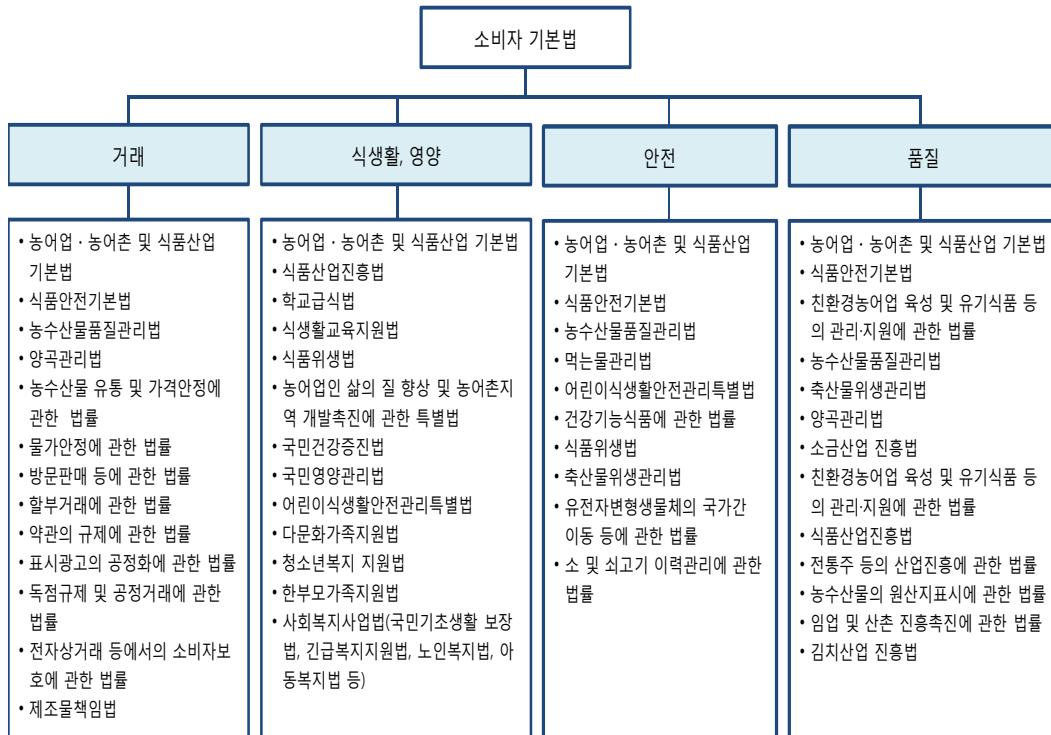 소비자 기본법
거래
식생활, 영양
안전
품질
• 농어업 · 농어촌 및 식품산업
기본법
• 식품안전기본법
• 농수산물품질관리법
• 양곡관리법
• 농수산물 유통 및 가격안정에
관한 법률
• 물가안정에 관한 법률
• 방문판매 등에 관한 법률
• 할부거래에 관한 법률
• 약관의 규제에 관한 법률
• 표시광고의 공정화에 관한 법률
• 독점규제 및 공정거래에 관한
법률
• 전자상거래 등에서의 소비자보
호에 관한 법률
• 제조물책임법
• 농어업 · 농어촌 및 식품산업 기본법
• 식품산업진흥법
• 학교급식법
• 식생활교육지원법
• 식품위생법
• 농어업인 삶의 질 향상 및 농어촌지
역 개발촉진에 관한 특별법
• 국민건강증진법
• 국민영양관리법
• 어린이식생활안전관리특별법
• 다문화가족지원법
• 청소년복지 지원법
• 한부모가족지원법
• 사회복지사업법(국민기초생활 보장
법, 긴급복지지원법, 노인복지법, 아
동복지법 등)
• 농어업 · 농어촌 및 식품산업
기본법
• 식품안전기본법
• 농수산물품질관리법
• 먹는물관리법
• 어린이식생활안전관리특별법
• 건강기능식품에 관한 법률
• 식품위생법
• 축산물위생관리법
• 유전자변형생물체의 국가간
이동 등에 관한 법률
• 소 및 쇠고기 이력관리에 관한
법률
• 농어업 · 농어촌 및 식품산업 기본법
• 식품안전기본법
• 친환경농어업 육성 및 유기식품 등
의 관리·지원에 관한 법률
• 농수산물품질관리법
• 축산물위생관리법
• 양곡관리법
• 소금산업 진흥법
• 친환경농어업 육성 및 유기식품 등
의 관리·지원에 관한 법률
• 식품산업진흥법
• 전통주 등의 산업진흥에 관한 법률
• 농수산물의 원산지표시에 관한 법률
• 임업 및 산촌 진흥촉진에 관한 법률
• 김치산업 진흥법